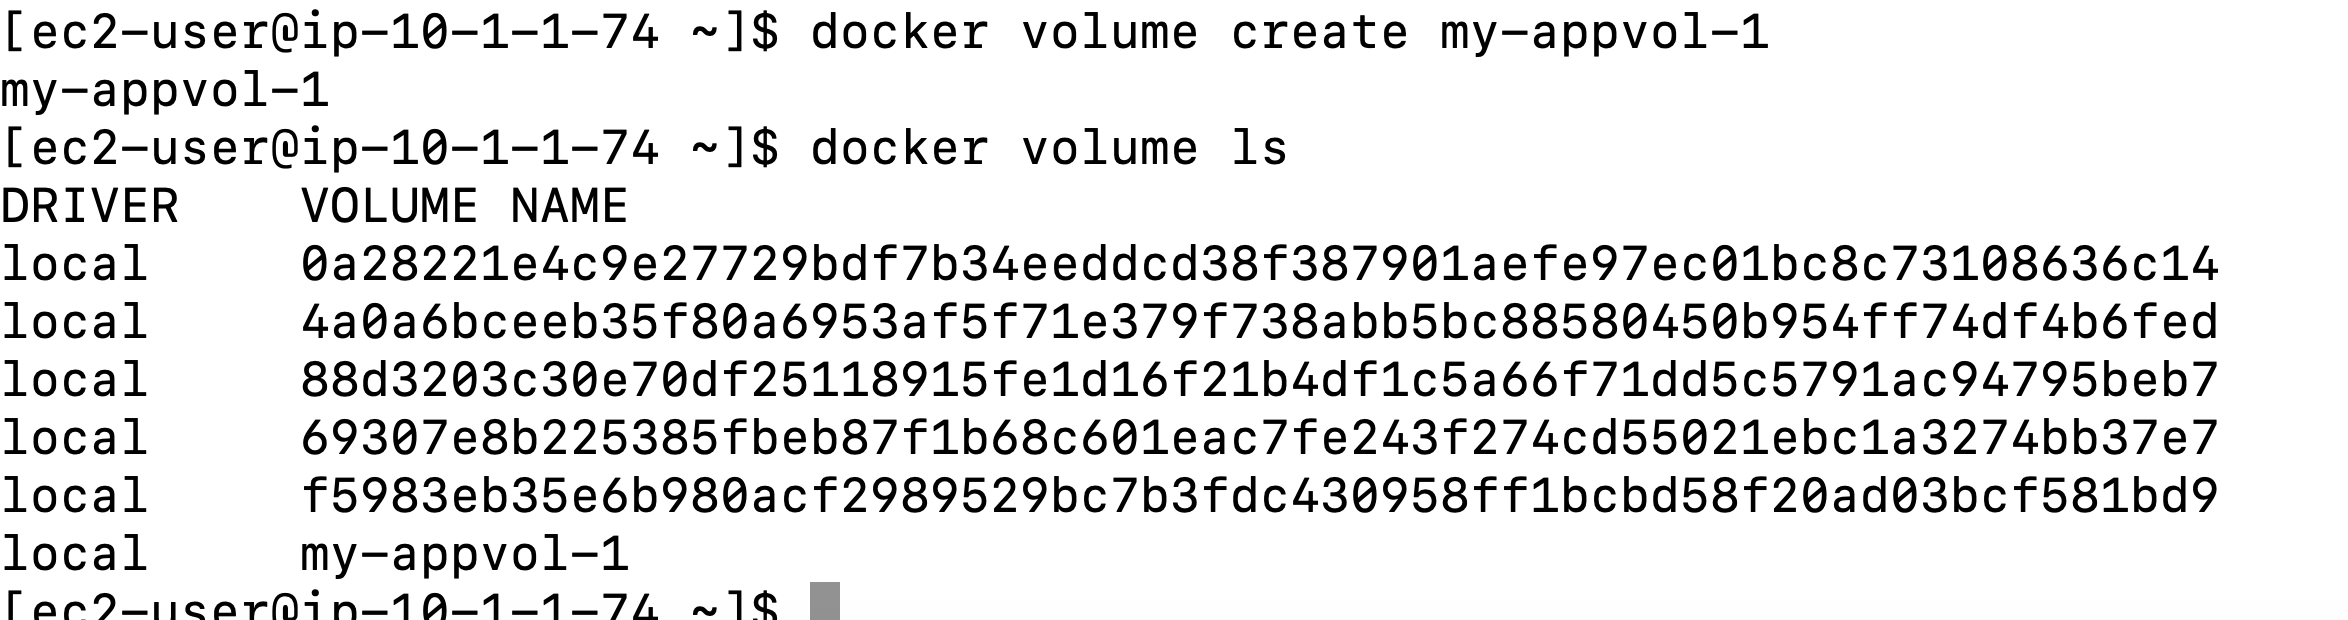 [ec2-user@ip-10-1-1-74 ~]$ docker volume create my-appvol-1
my-appvol-1
[ec2-user@ip-10-1-1-74 ~]$ docker volume ls
DRIVER    VOLUME NAME
local     0a28221e4c9e27729bdf7b34eeddcd38f387901aefe97ec01bc8c73108636c14
local     4a0a6bceeb35f80a6953af5f71e379f738abb5bc88580450b954ff74df4b6fed
local     88d3203c30e70df25118915fe1d16f21b4df1c5a66f71dd5c5791ac94795beb7
local     69307e8b225385fbeb87f1b68c601eac7fe243f274cd55021ebc1a3274bb37e7
local     f5983eb35e6b980acf2989529bc7b3fdc430958ff1bcbd58f20ad03bcf581bd9
local     my-appvol-1
[ec2-user@ip-10-1-1-74 ~]$